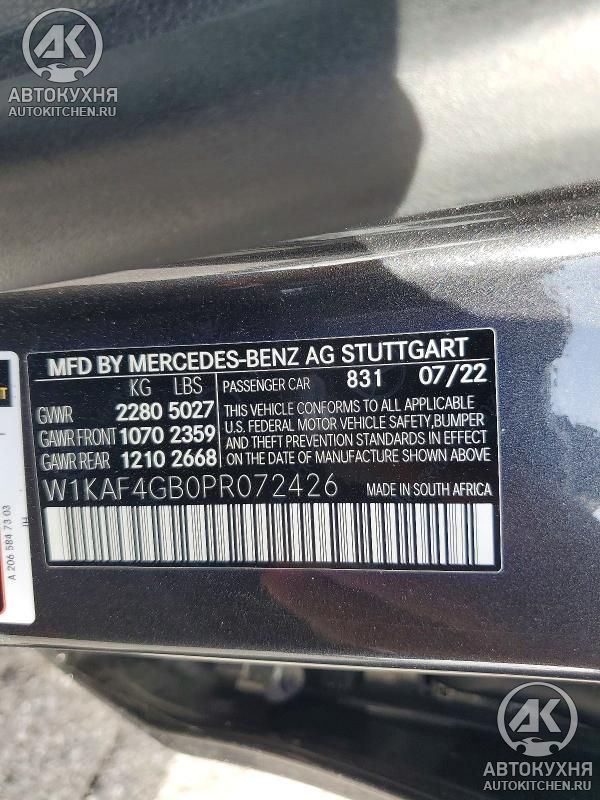 AK
АВТОКУХНЯ
AUTOKITCHEN.RU
MFD BY MERCEDES-BENZ AG STUTTGART
KG LBS PASSENGER CAR 831 07/22
GVWR 2280 5027
GAWR FRONT 1070 2359
GAWR REAR 1210 2668
THIS VEHICLE CONFORMS TO ALL APPLICABLE
U.S. FEDERAL MOTOR VEHICLE SAFETY,BUMPER
AND THEFT PREVENTION STANDARDS IN EFFECT
ON THE DATE OF MANUFACTURE SHOWN ABOVE
W1KAF4GB0PR072426 MADE IN SOUTH AFRICA
A 206 584 73 03
AK
АВТОКУХНЯ
AUTOKITCHEN.RU